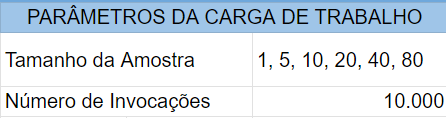 PARÂMETROS DA CARGA DE TRABALHO
Tamanho da Amostra 1, 5, 10, 20, 40, 80
Número de Invocações 10.000